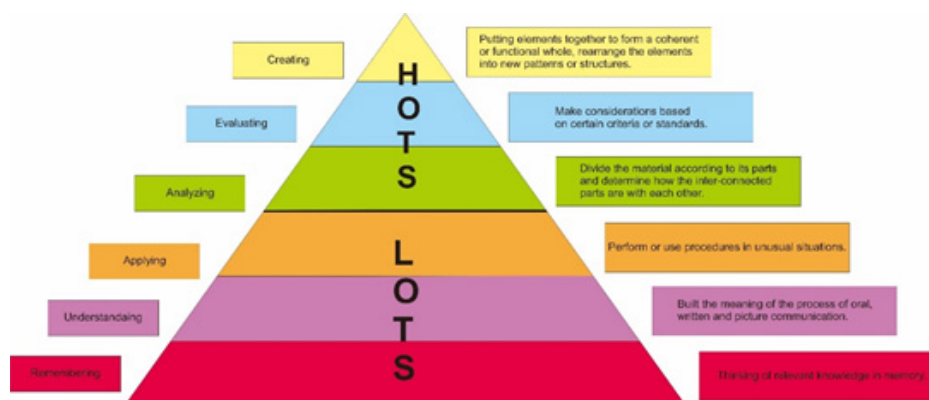 Creating
Putting elements together to form a coherent
or functional whole, rearrange the elements
into new patterns or structures.
H
O
T
S
Evaluating
Make considerations based
on certain criteria or standards.
Analyzing
Divide the material according to its parts
and determine how the inter-connected
parts are with each other.
Applying
Perform or use procedures in unusual situations.
L
O
T
S
Understandaing
Built the meaning of the process of oral,
written and picture communication.
Remembering
Thinking of relevant knowledge in memory.